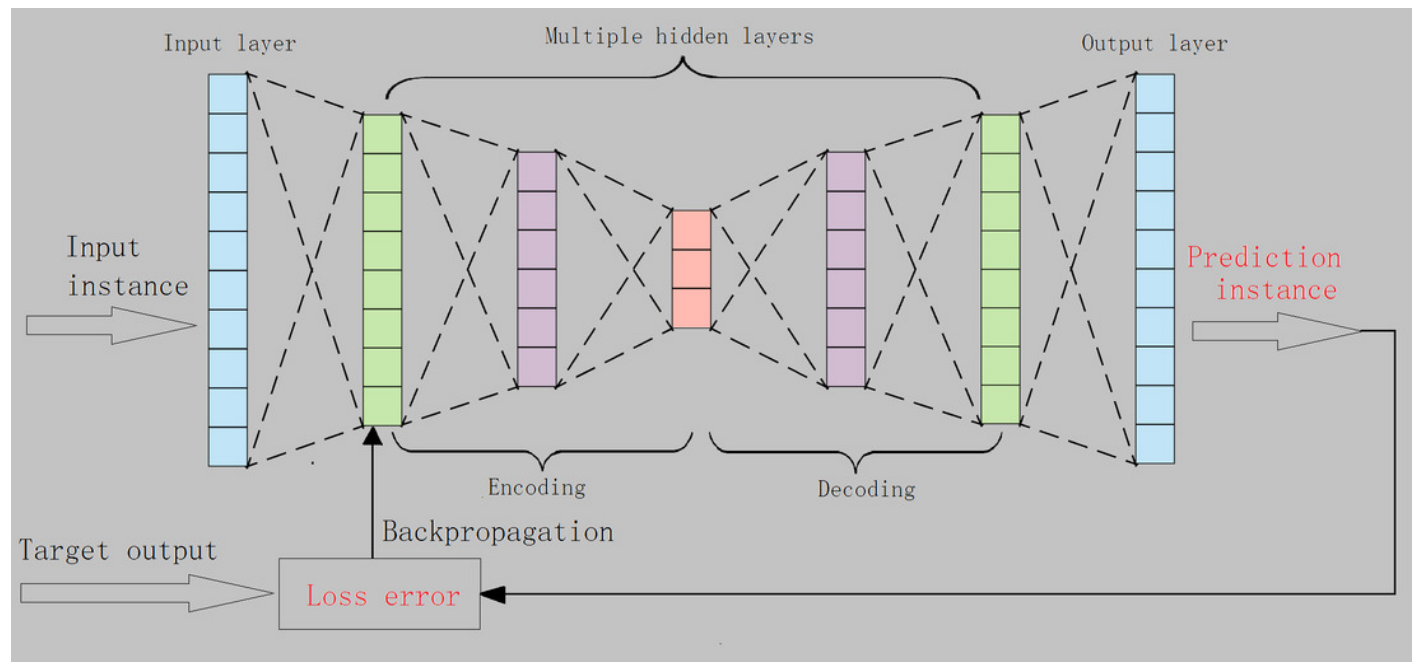 Multiple hidden layers
Input layer
Output layer
Input
instance
Prediction
instance
Encoding
Decoding
Backpropagation
Target output
Loss error